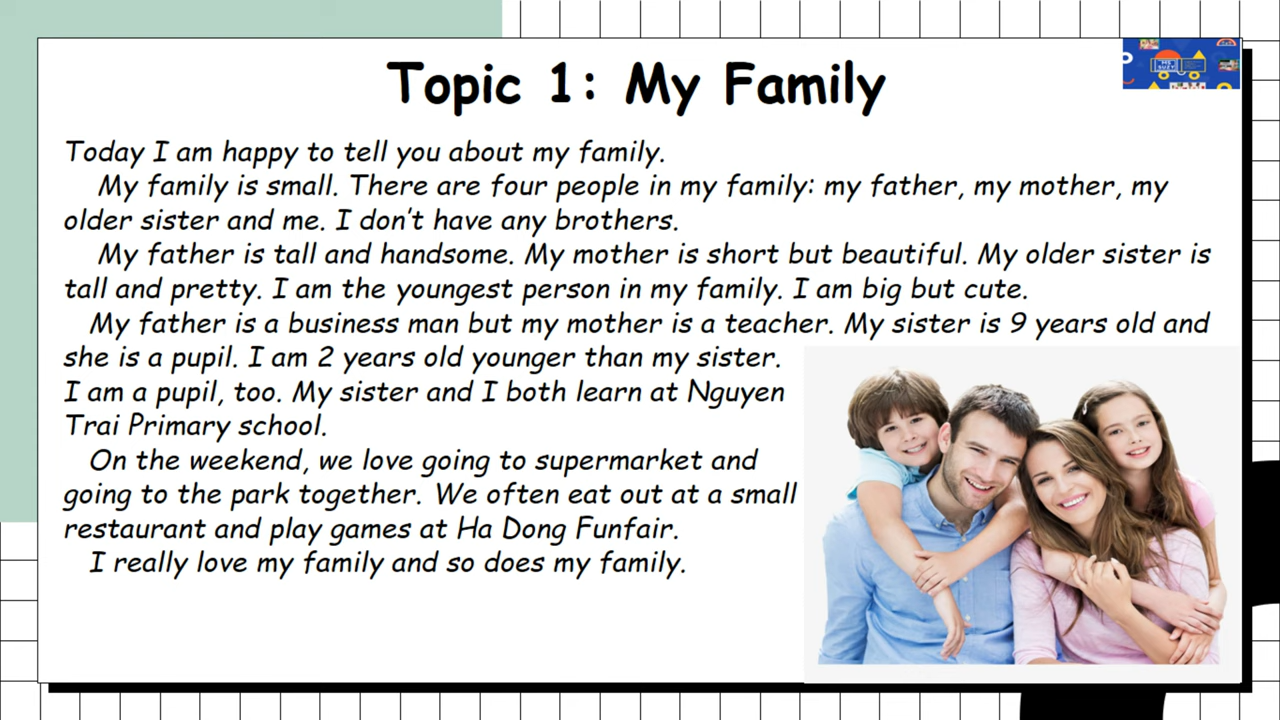 Topic 1: My Family
Today I am happy to tell you about my family.
My family is small. There are four people in my family: my father, my mother, my
older sister and me. I don't have any brothers.
My father is tall and handsome. My mother is short but beautiful. My older sister is
tall and pretty. I am the youngest person in my family. I am big but cute.
My father is a business man but my mother is a teacher. My sister is 9 years old and
she is a pupil. I am 2 years old younger than my sister.
I am a pupil, too. My sister and I both learn at Nguyen
Trai Primary school.
On the weekend, we love going to supermarket and
going to the park together. We often eat out at a small
restaurant and play games at Ha Dong Funfair.
I really love my family and so does my family.